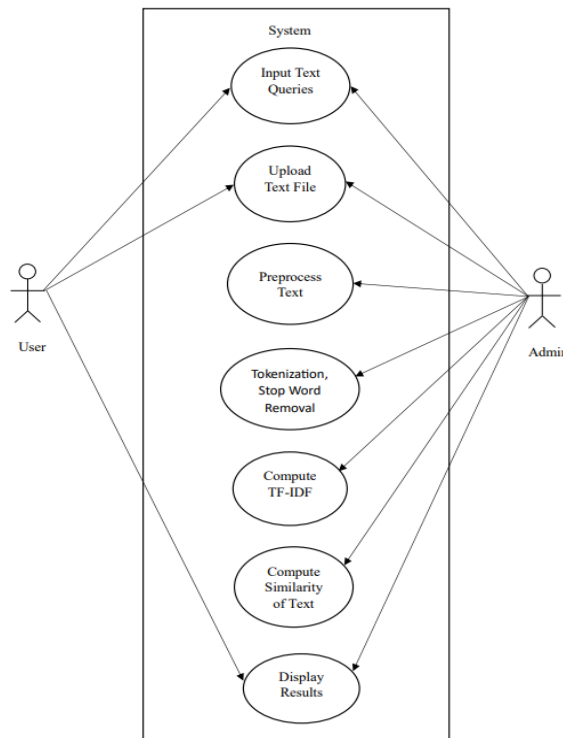 System
Input Text
Queries
Upload
Text File
Preprocess
Text
User
Admin
Tokenization,
Stop Word
Removal
Compute
TF-IDF
Compute
Similarity
of Text
Display
Results